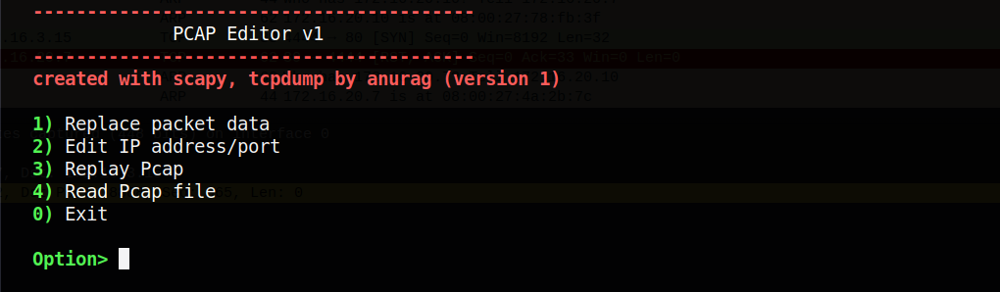 -----------------------------------------
PCAP Editor v1
-----------------------------------------
created with scapy, tcpdump by anurag (version 1)
1) Replace packet data
2) Edit IP address/port
3) Replay Pcap
4) Read Pcap file
0) Exit
Option>